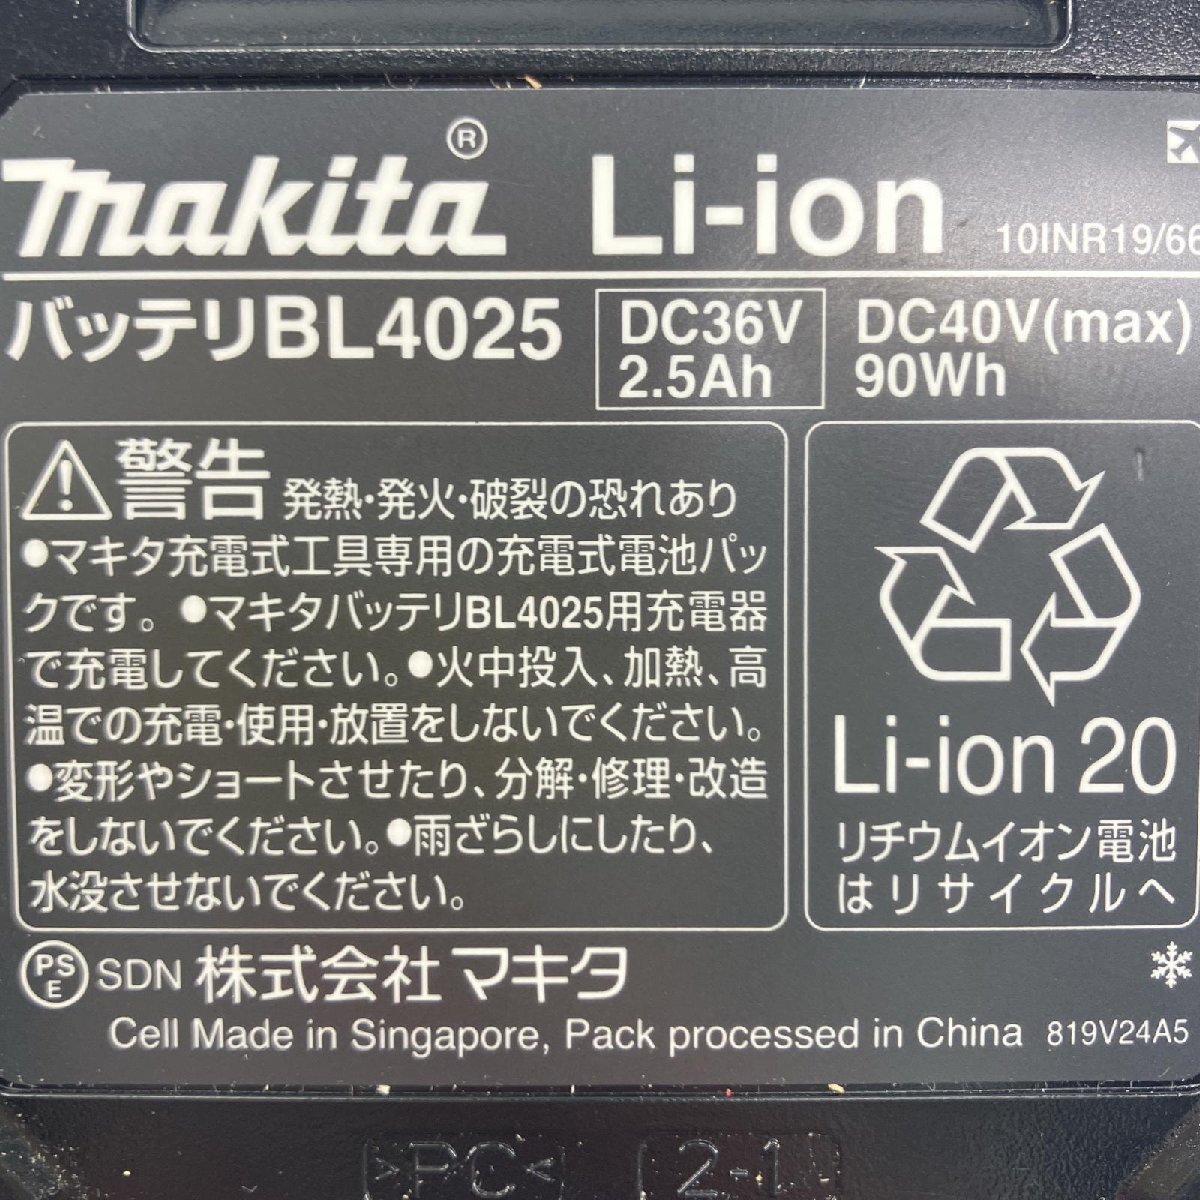 makita® Li-ion 10INR19/66
バッテリBL4025 DC36V DC40V(max)
2.5Ah 90Wh
警告 発熱・発火・破裂の恐れあり
●マキタ充電式工具専用の充電式電池パッ
クです。●マキタバッテリBL4025用充電器
で充電してください。●火中投入、加熱、高
温での充電・使用・放置をしないでください。
●変形やショートさせたり、分解・修理・改造
をしないでください。●雨ざらしにしたり、
水没させないでください。
Li-ion 20
リチウムイオン電池
はリサイクルへ
PSE SDN 株式会社マキタ
Cell Made in Singapore, Pack processed in China 819V24A5
>PC< 2-1